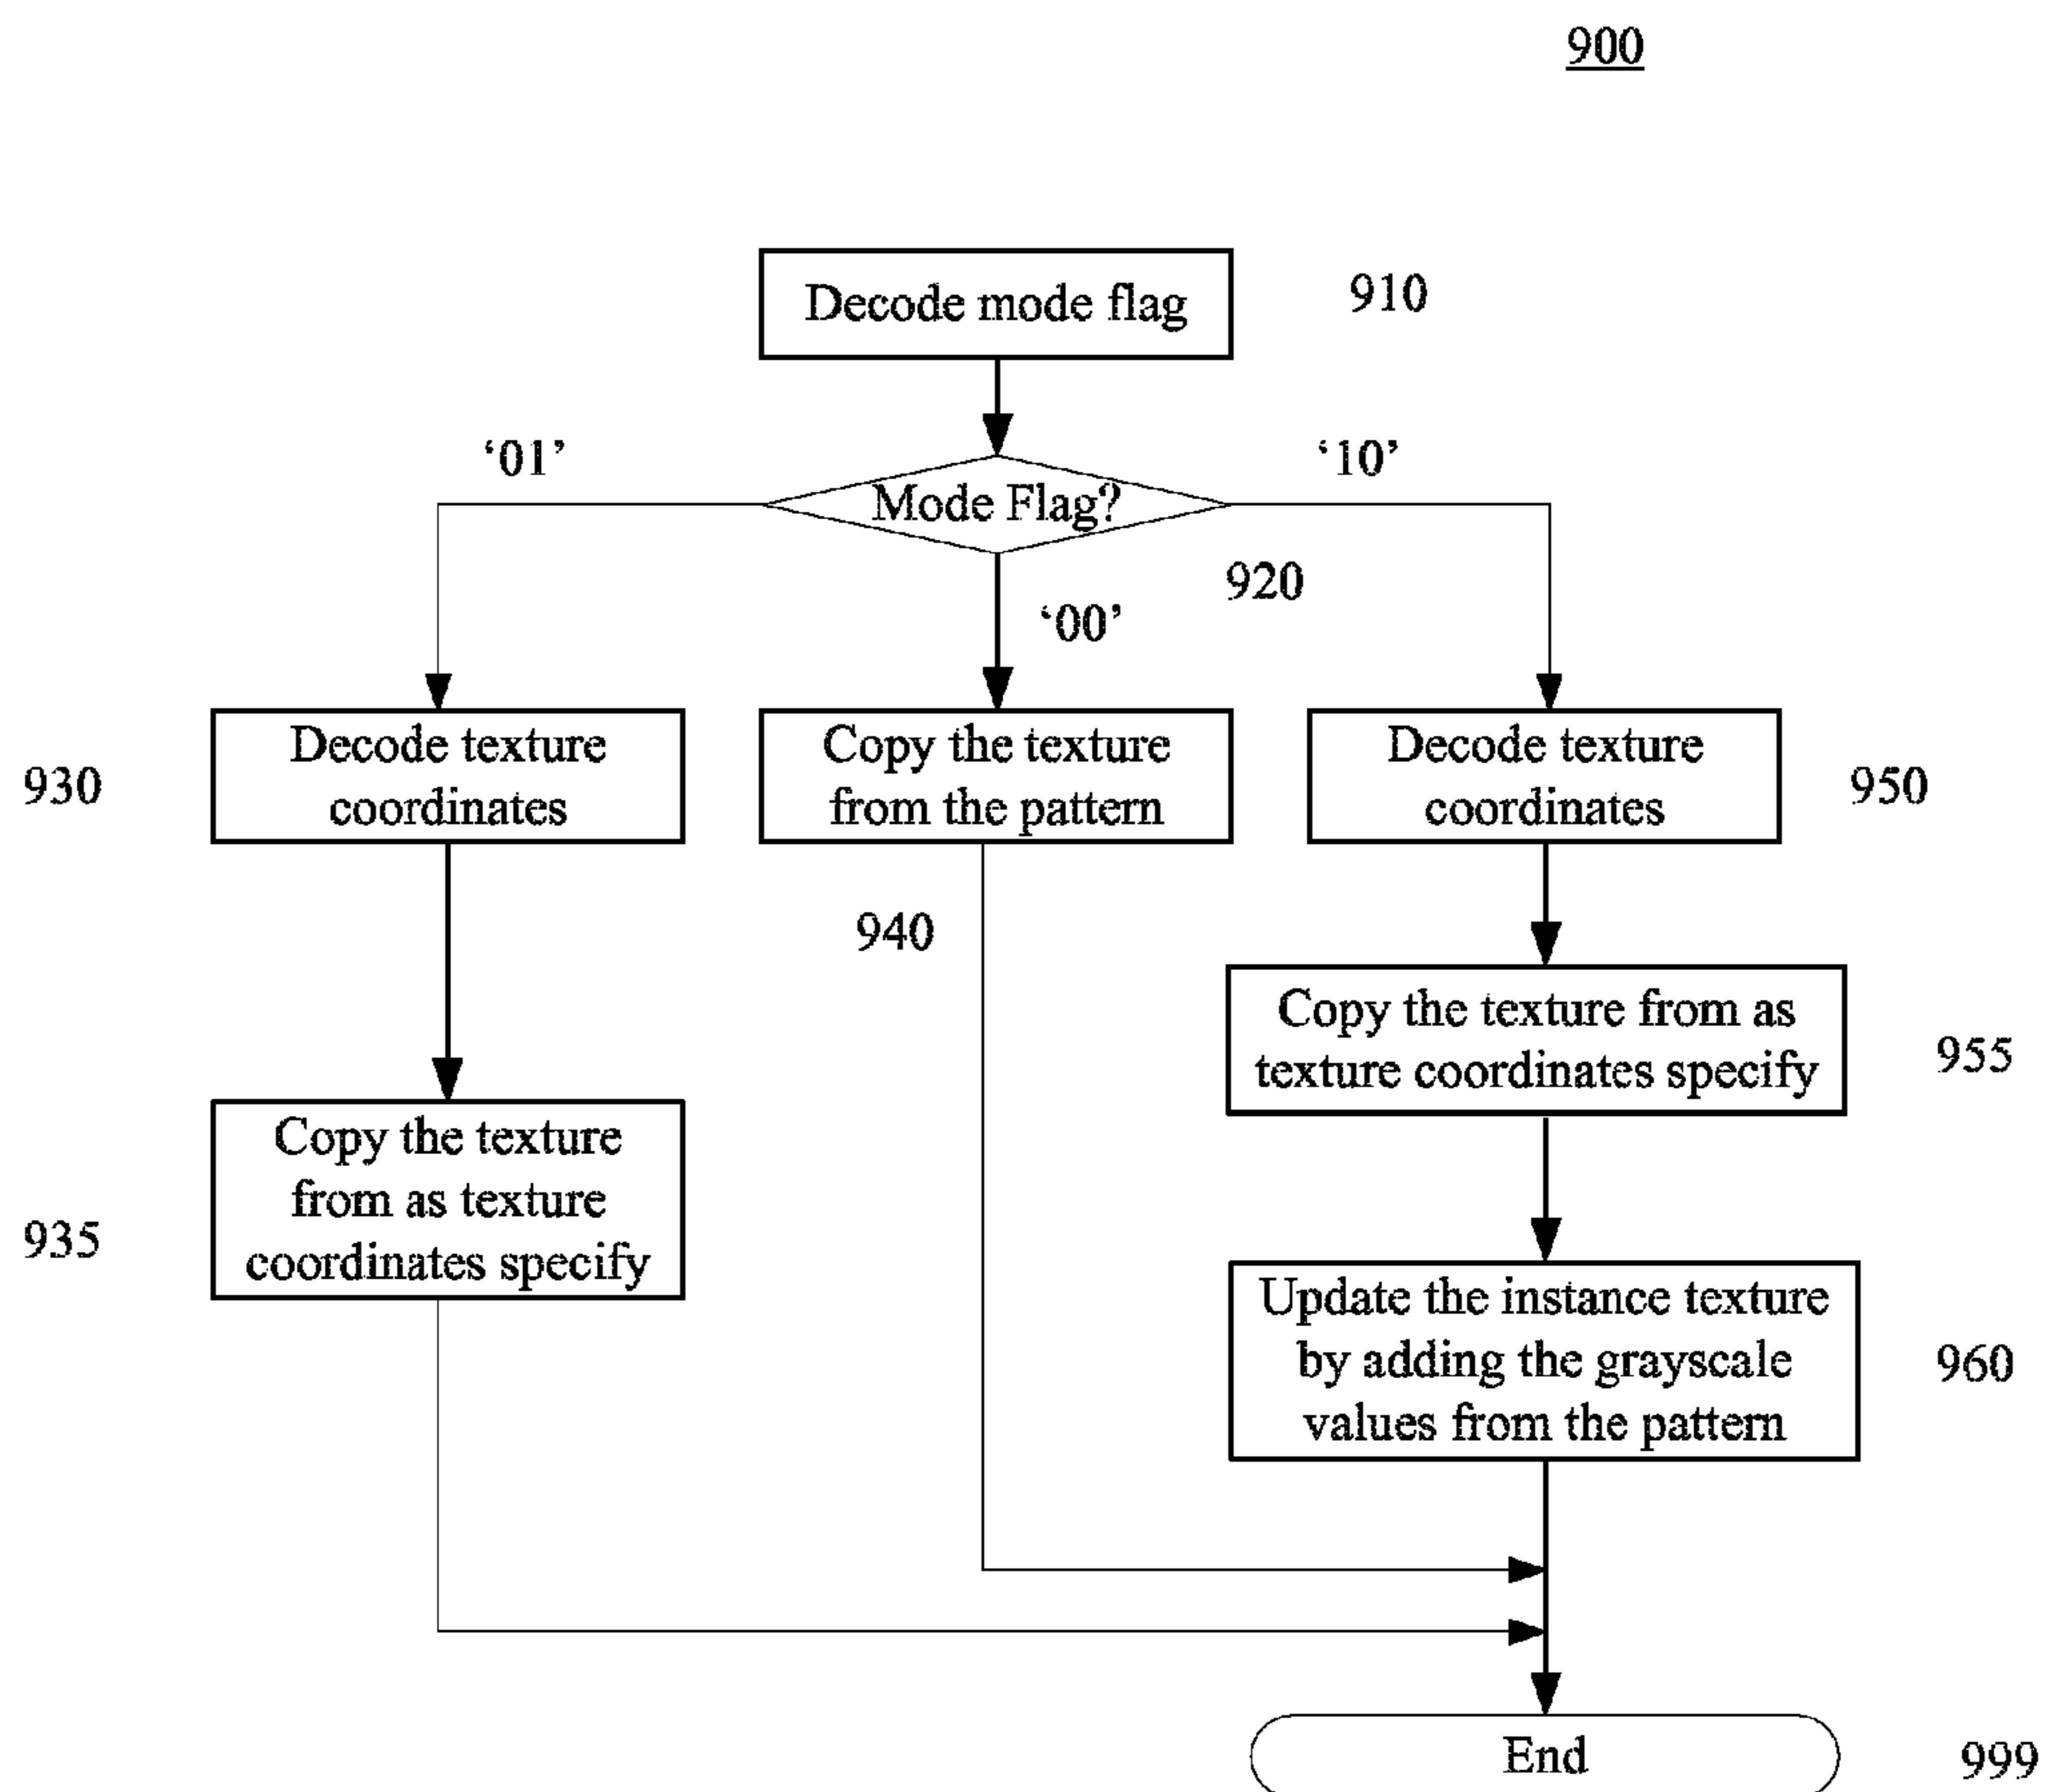 900
Decode mode flag
910
‘01’
‘10’
Mode Flag?
920
‘00’
930
Decode texture
coordinates
Copy the texture
from the pattern
940
Decode texture
coordinates
950
Copy the texture from as
texture coordinates specify
955
935
Copy the texture
from as texture
coordinates specify
Update the instance texture
by adding the grayscale
values from the pattern
960
End
999